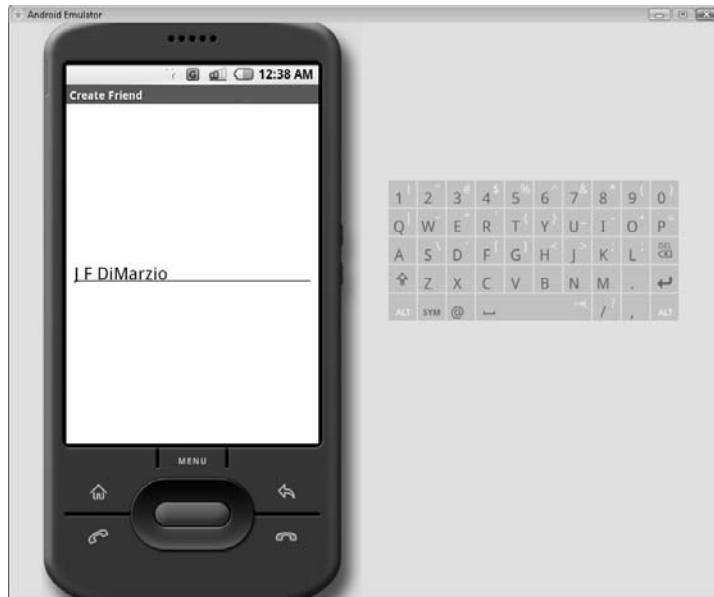 Android Emulator
12:38 AM
Create Friend
J F DiMarzio
MENU
1 2 3 4 5 6 7 8 9 0
Q W E R T Y U I O P
A S D F G H J K L DEL
Z X C V B N M .
ALT SYM @ / , ALT